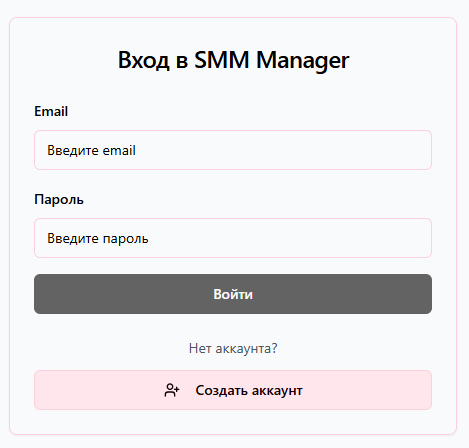 Вход в SMM Manager
Email
Введите email
Пароль
Введите пароль
Войти
Нет аккаунта?
Создать аккаунт